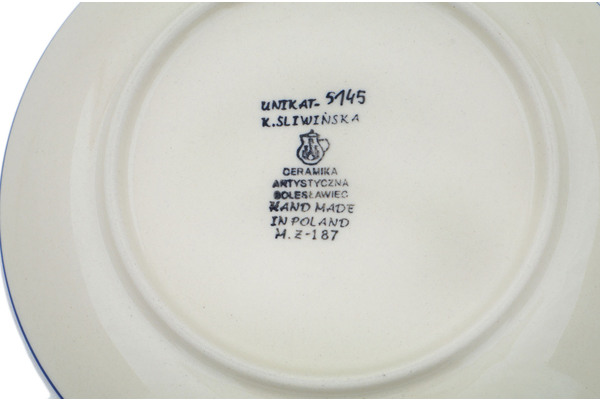 UNIKAT-5145
K.SLIWIŃSKA
CERAMIKA
ARTYSTYCZNA
BOLESŁAWIEC
HAND MADE
IN POLAND
M.Z-187